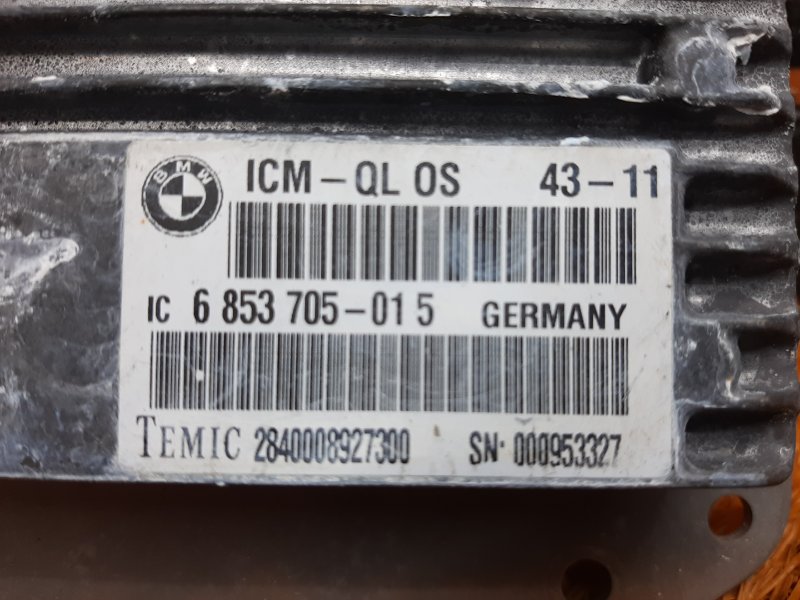 BMW
ICM-QL OS 43-11
IC 6 853 705-01 5 GERMANY
TEMIC 2840008927300 SN: 000953327